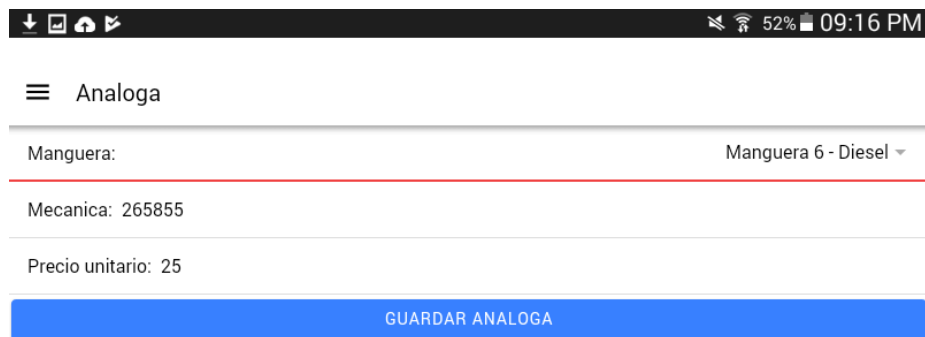 52% 09:16 PM
Analoga
Manguera: Manguera 6 - Diesel
Mecanica: 265855
Precio unitario: 25
GUARDAR ANALOGA